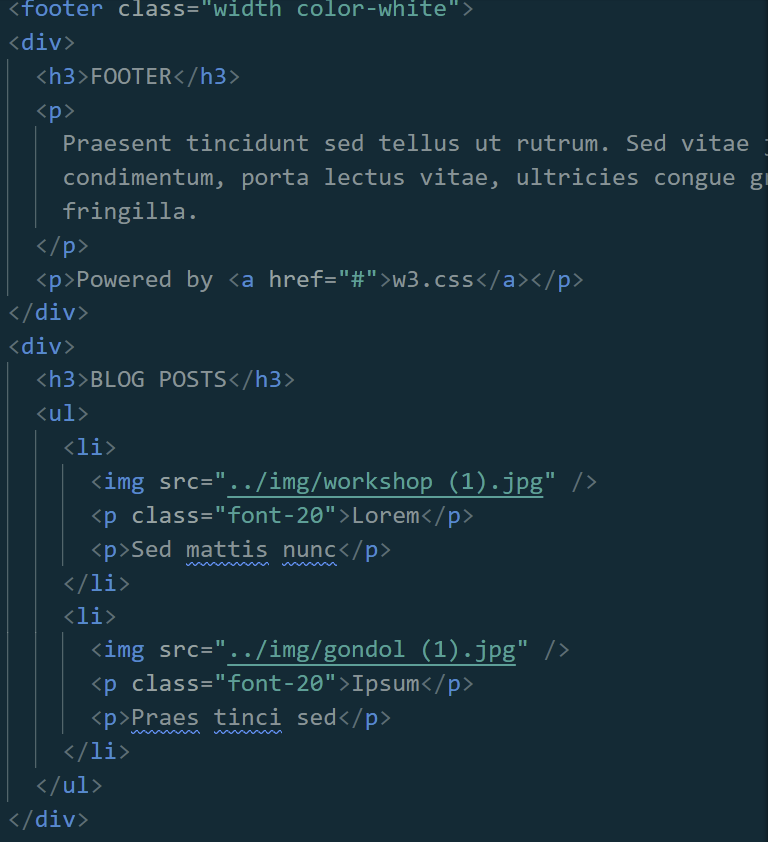 <footer class="width color-white">
<div>
<h3>FOOTER</h3>
<p>
Praesent tincidunt sed tellus ut rutrum. Sed vitae
condimentum, porta lectus vitae, ultricies congue
fringilla.
</p>
<p>Powered by <a href="#">w3.css</a></p>
</div>
<div>
<h3>BLOG POSTS</h3>
<ul>
<li>
<img src="../img/workshop (1).jpg" />
<p class="font-20">Lorem</p>
<p>Sed mattis nunc</p>
</li>
<li>
<img src="../img/gondol (1).jpg" />
<p class="font-20">Ipsum</p>
<p>Praes tinci sed</p>
</li>
</ul>
</div>